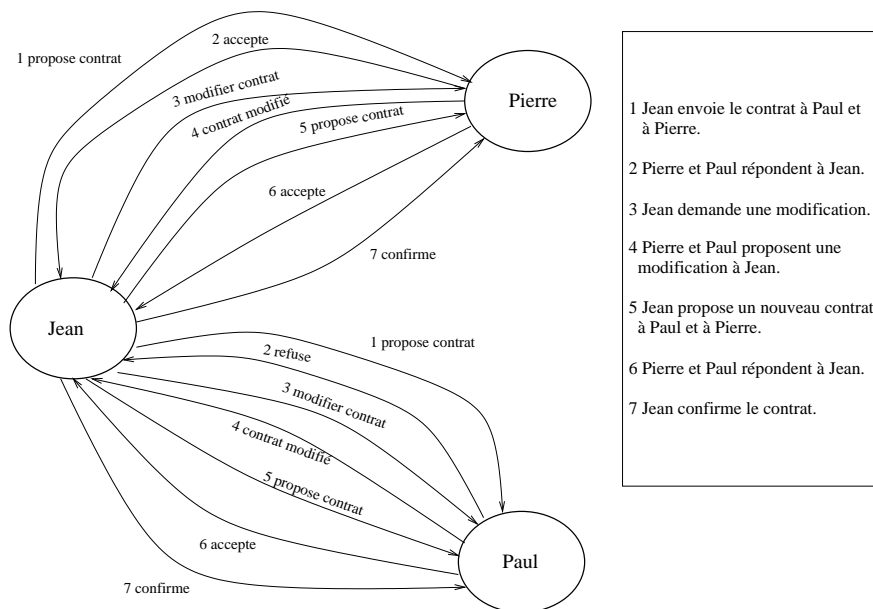 1 propose contrat
2 accepte
3 modifier contrat
4 contrat modifié
5 propose contrat
6 accepte
7 confirme
Pierre
Jean
1 propose contrat
2 refuse
3 modifier contrat
4 contrat modifié
5 propose contrat
6 accepte
7 confirme
Paul
1 Jean envoie le contrat à Paul et
à Pierre.
2 Pierre et Paul répondent à Jean.
3 Jean demande une modification.
4 Pierre et Paul proposent une
modification à Jean.
5 Jean propose un nouveau contrat
à Paul et à Pierre.
6 Pierre et Paul répondent à Jean.
7 Jean confirme le contrat.